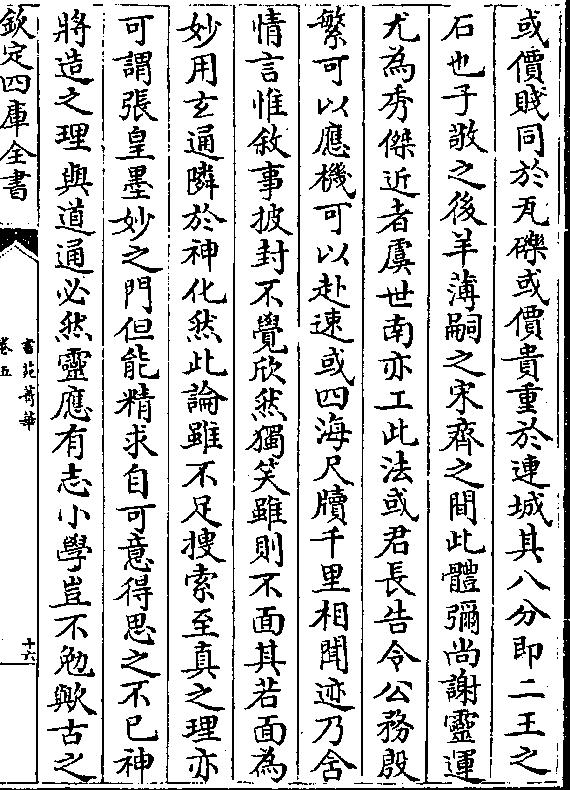 或價賤同於瓦礫或價貴重於連城其八分即二王之
石也子敬之後羊薄嗣之宋齊之間此體彌尚謝靈運
尤為秀傑近者虞世南亦工此法或君長告令公務殷
繁可以應機可以赴速或四海尺牘千里相聞迹乃含
情言惟敘事披封不覺欣然獨笑雖則不面其若面為
妙用玄通隣於神化然此論雖不足搜索至真之理亦
可謂張皇墨妙之門但能精求自可意得思之不已神
將造之理與道通必然靈應有志小學豈不勉歟古之
欽定四庫全書
書苑菁華
卷五
十六